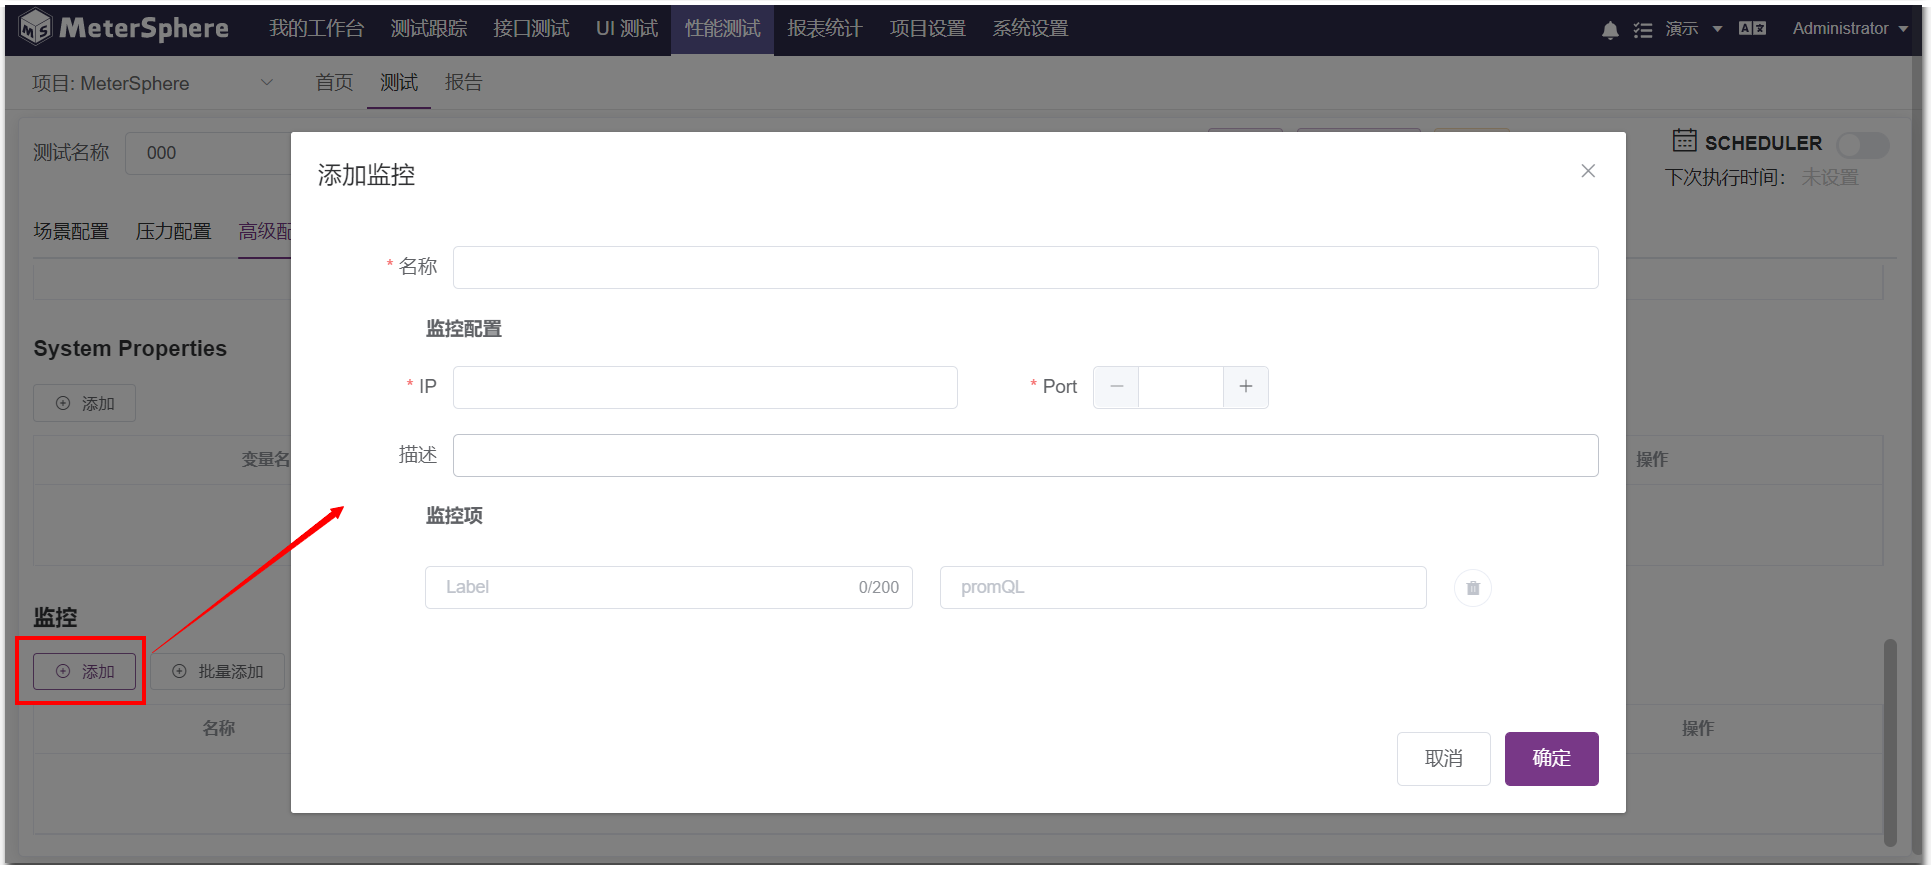 MeterSphere 我的工作台 测试跟踪 接口测试 UI 测试 性能测试 报表统计 项目设置 系统设置 演示 Administrator
项目: MeterSphere 首页 测试 报告
测试名称 000 SCHEDULER
下次执行时间： 未设置
添加监控
场景配置 压力配置 高级配
* 名称
监控配置
System Properties
* IP * Port
添加
描述
变量名 操作
监控项
Label 0/200 promQL
监控
添加 批量添加
名称 操作
取消 确定